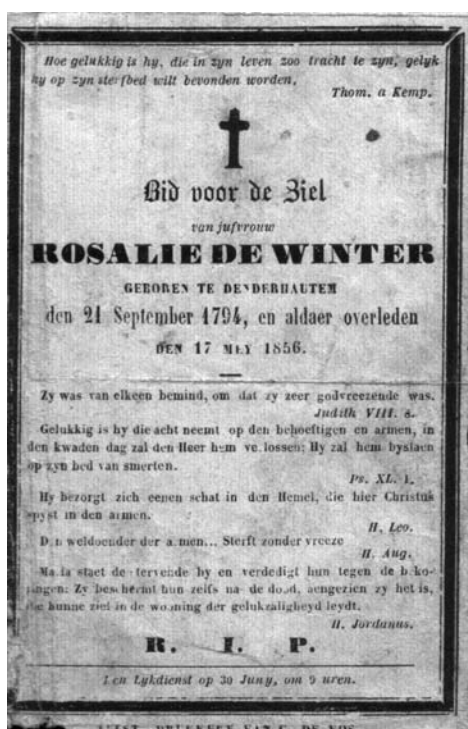 Hoe gelukkig is hy, die in zyn leven zoo tracht te zyn, gelyk
hy op zyn sterfbed wilt bevonden worden.
Thom. a Kemp.
Bid voor de Ziel
van jufvrouw
ROSALIE DE WINTER
GEBOREN TE DENDERHAUTEM
den 21 September 1794, en aldaer overleden
DEN 17 MEY 1856.
Zy was van elkeen bemind, om dat zy zeer godvreezende was.
Judith VIII. 8.
Gelukkig is hy die acht neemt op den behoeftigen en armen, in
den kwaden dag zal den Heer hem verlossen: Hy zal hem bystaen
op zyn bed van smerten.
Ps. XL. 1.
Hy bezorgt zich eenen schat in den Hemel, die hier Christus
spyst in den armen.
H. Leo.
Den weldoender der armen... Sterft zonder vreeze
H. Aug.
Maria staet de stervende by en verdedigt hun tegen de beko-
ringen: Zy beschermt hun zelfs na de dood, aengezien zy het is,
die hunne ziel in de wooning der gelukzaligheyd leydt.
H. Jordanus.
R. I. P.
Een Lykdienst op 30 Juny, om 9 uren.